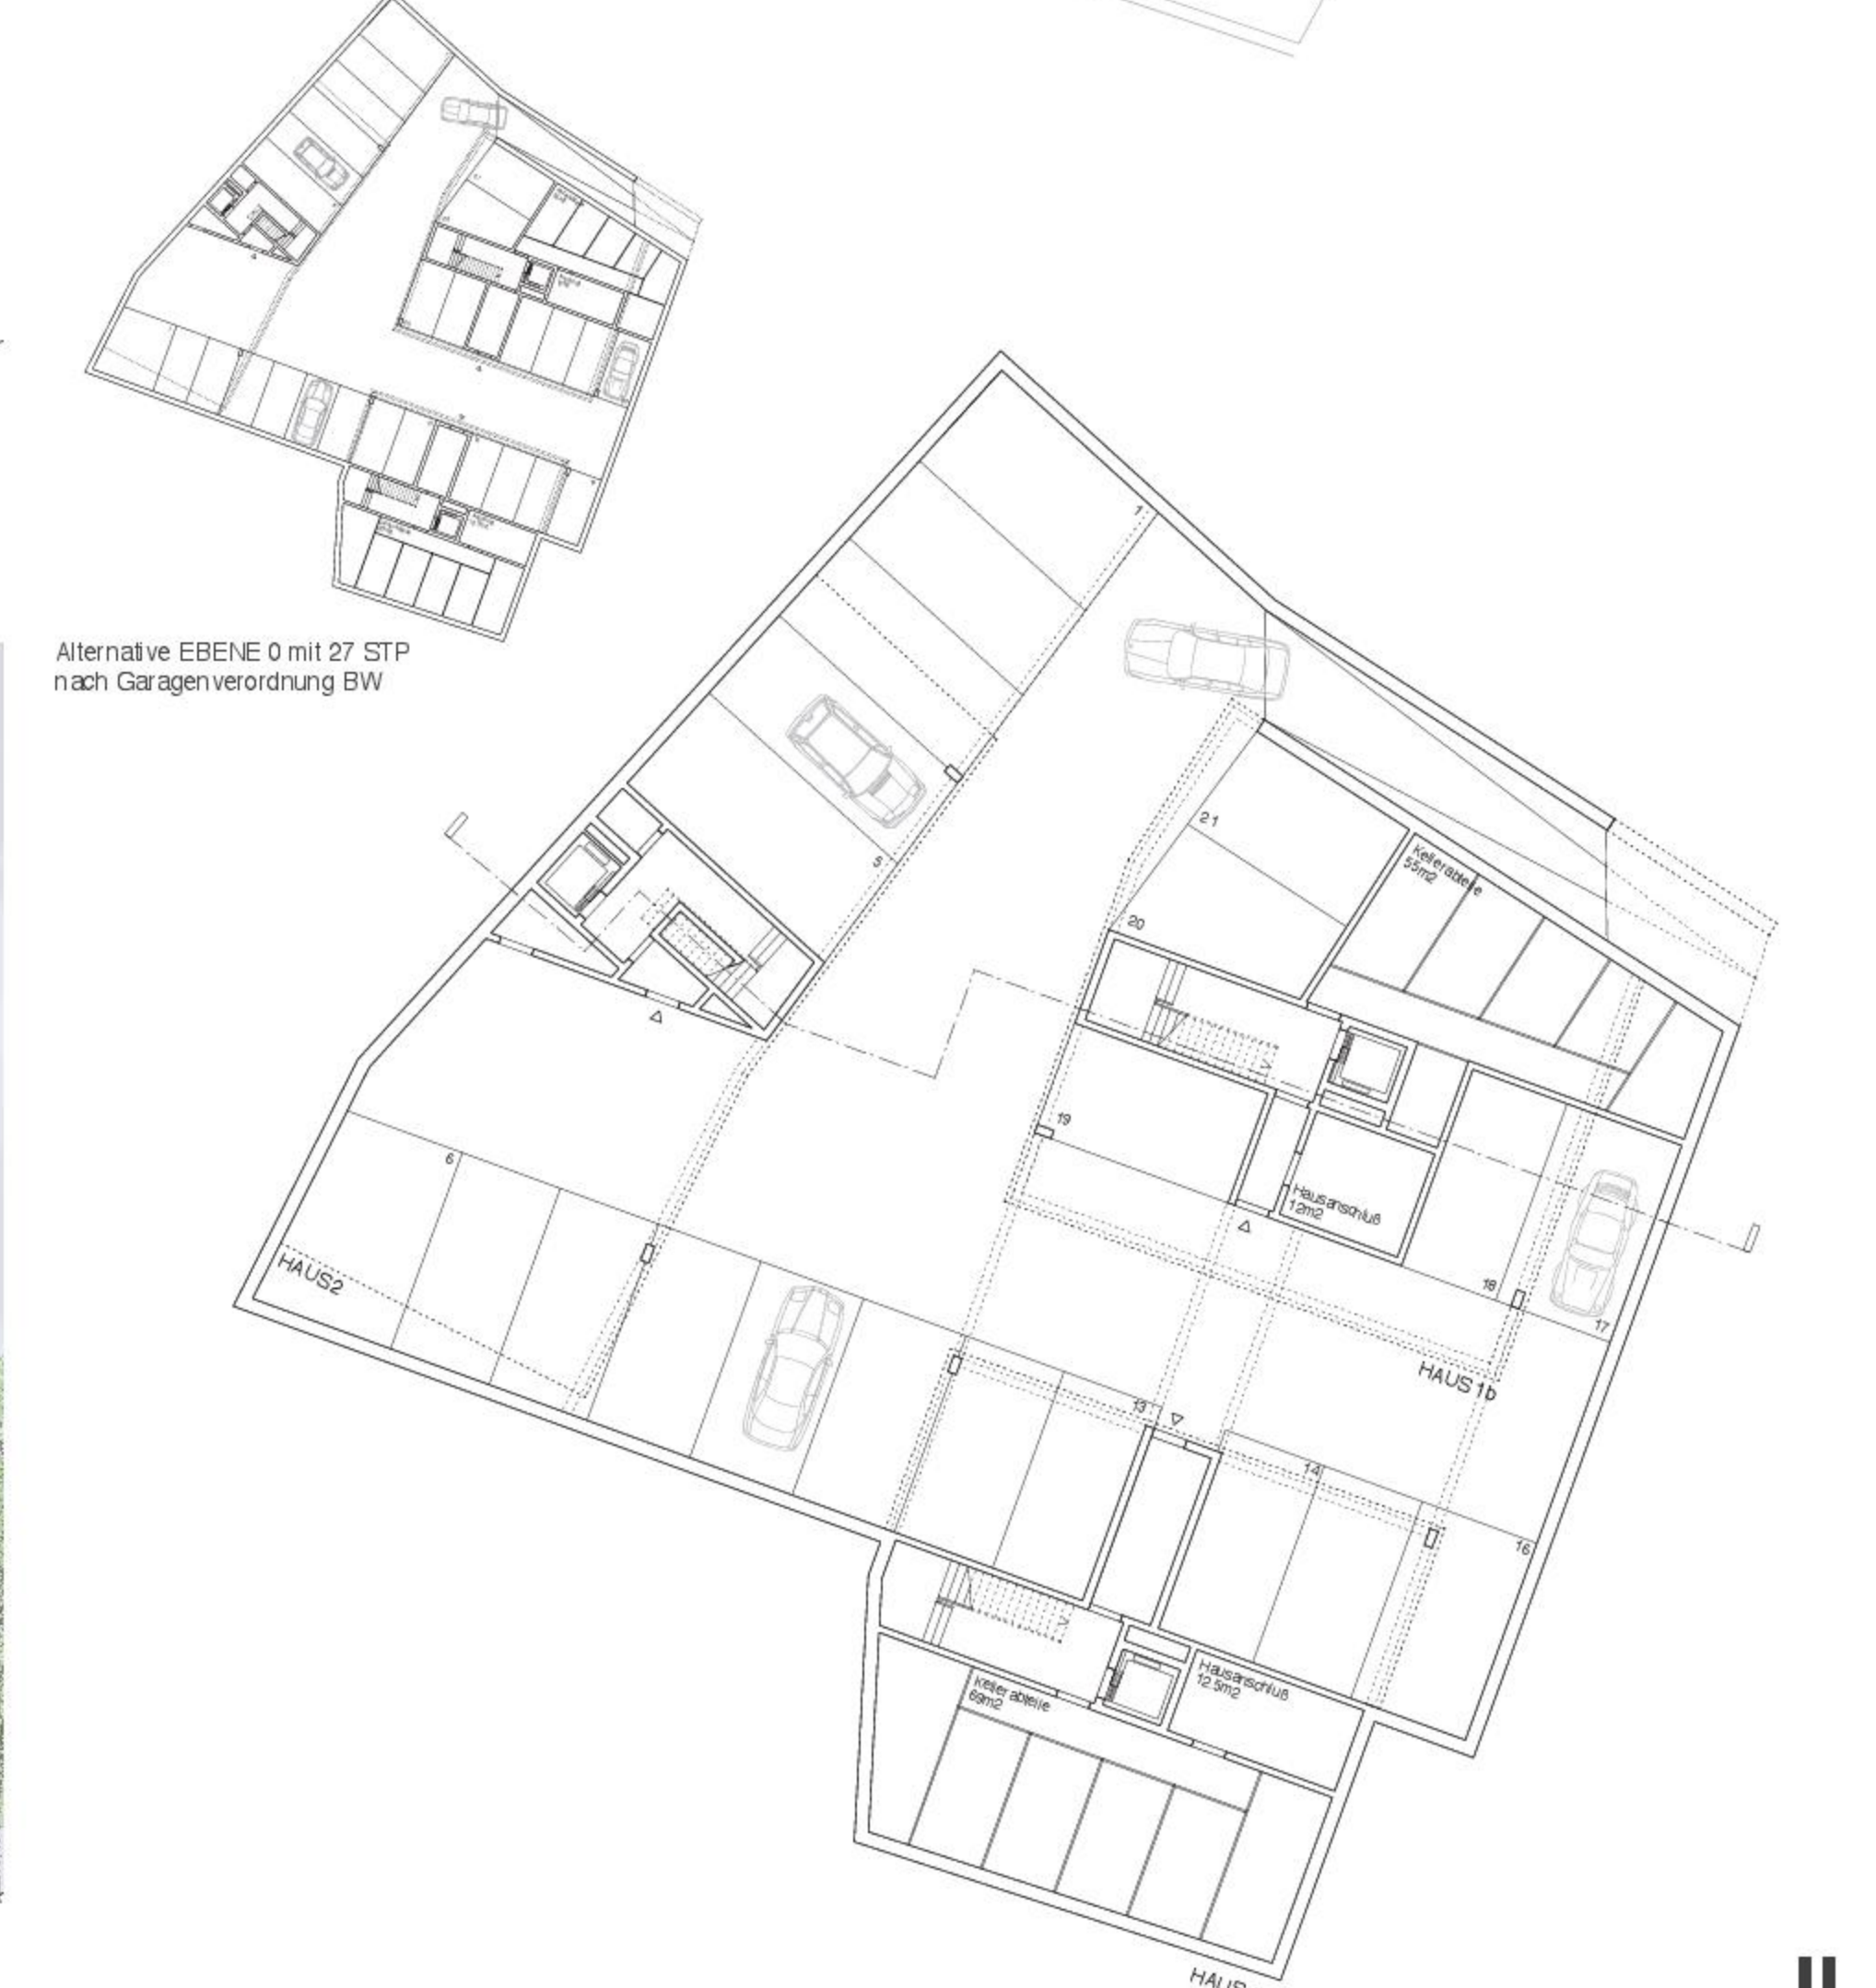 Alternative EBENE 0 mit 27 STP
nach Garagenverordnung BW
1
5
21
Kellerabteile
55m2
20
19
6
Hausanschluß
12m2
18
17
HAUS2
HAUS 1b
13
14
16
Kellerabteile
69m2
Hausanschluß
12.5m2